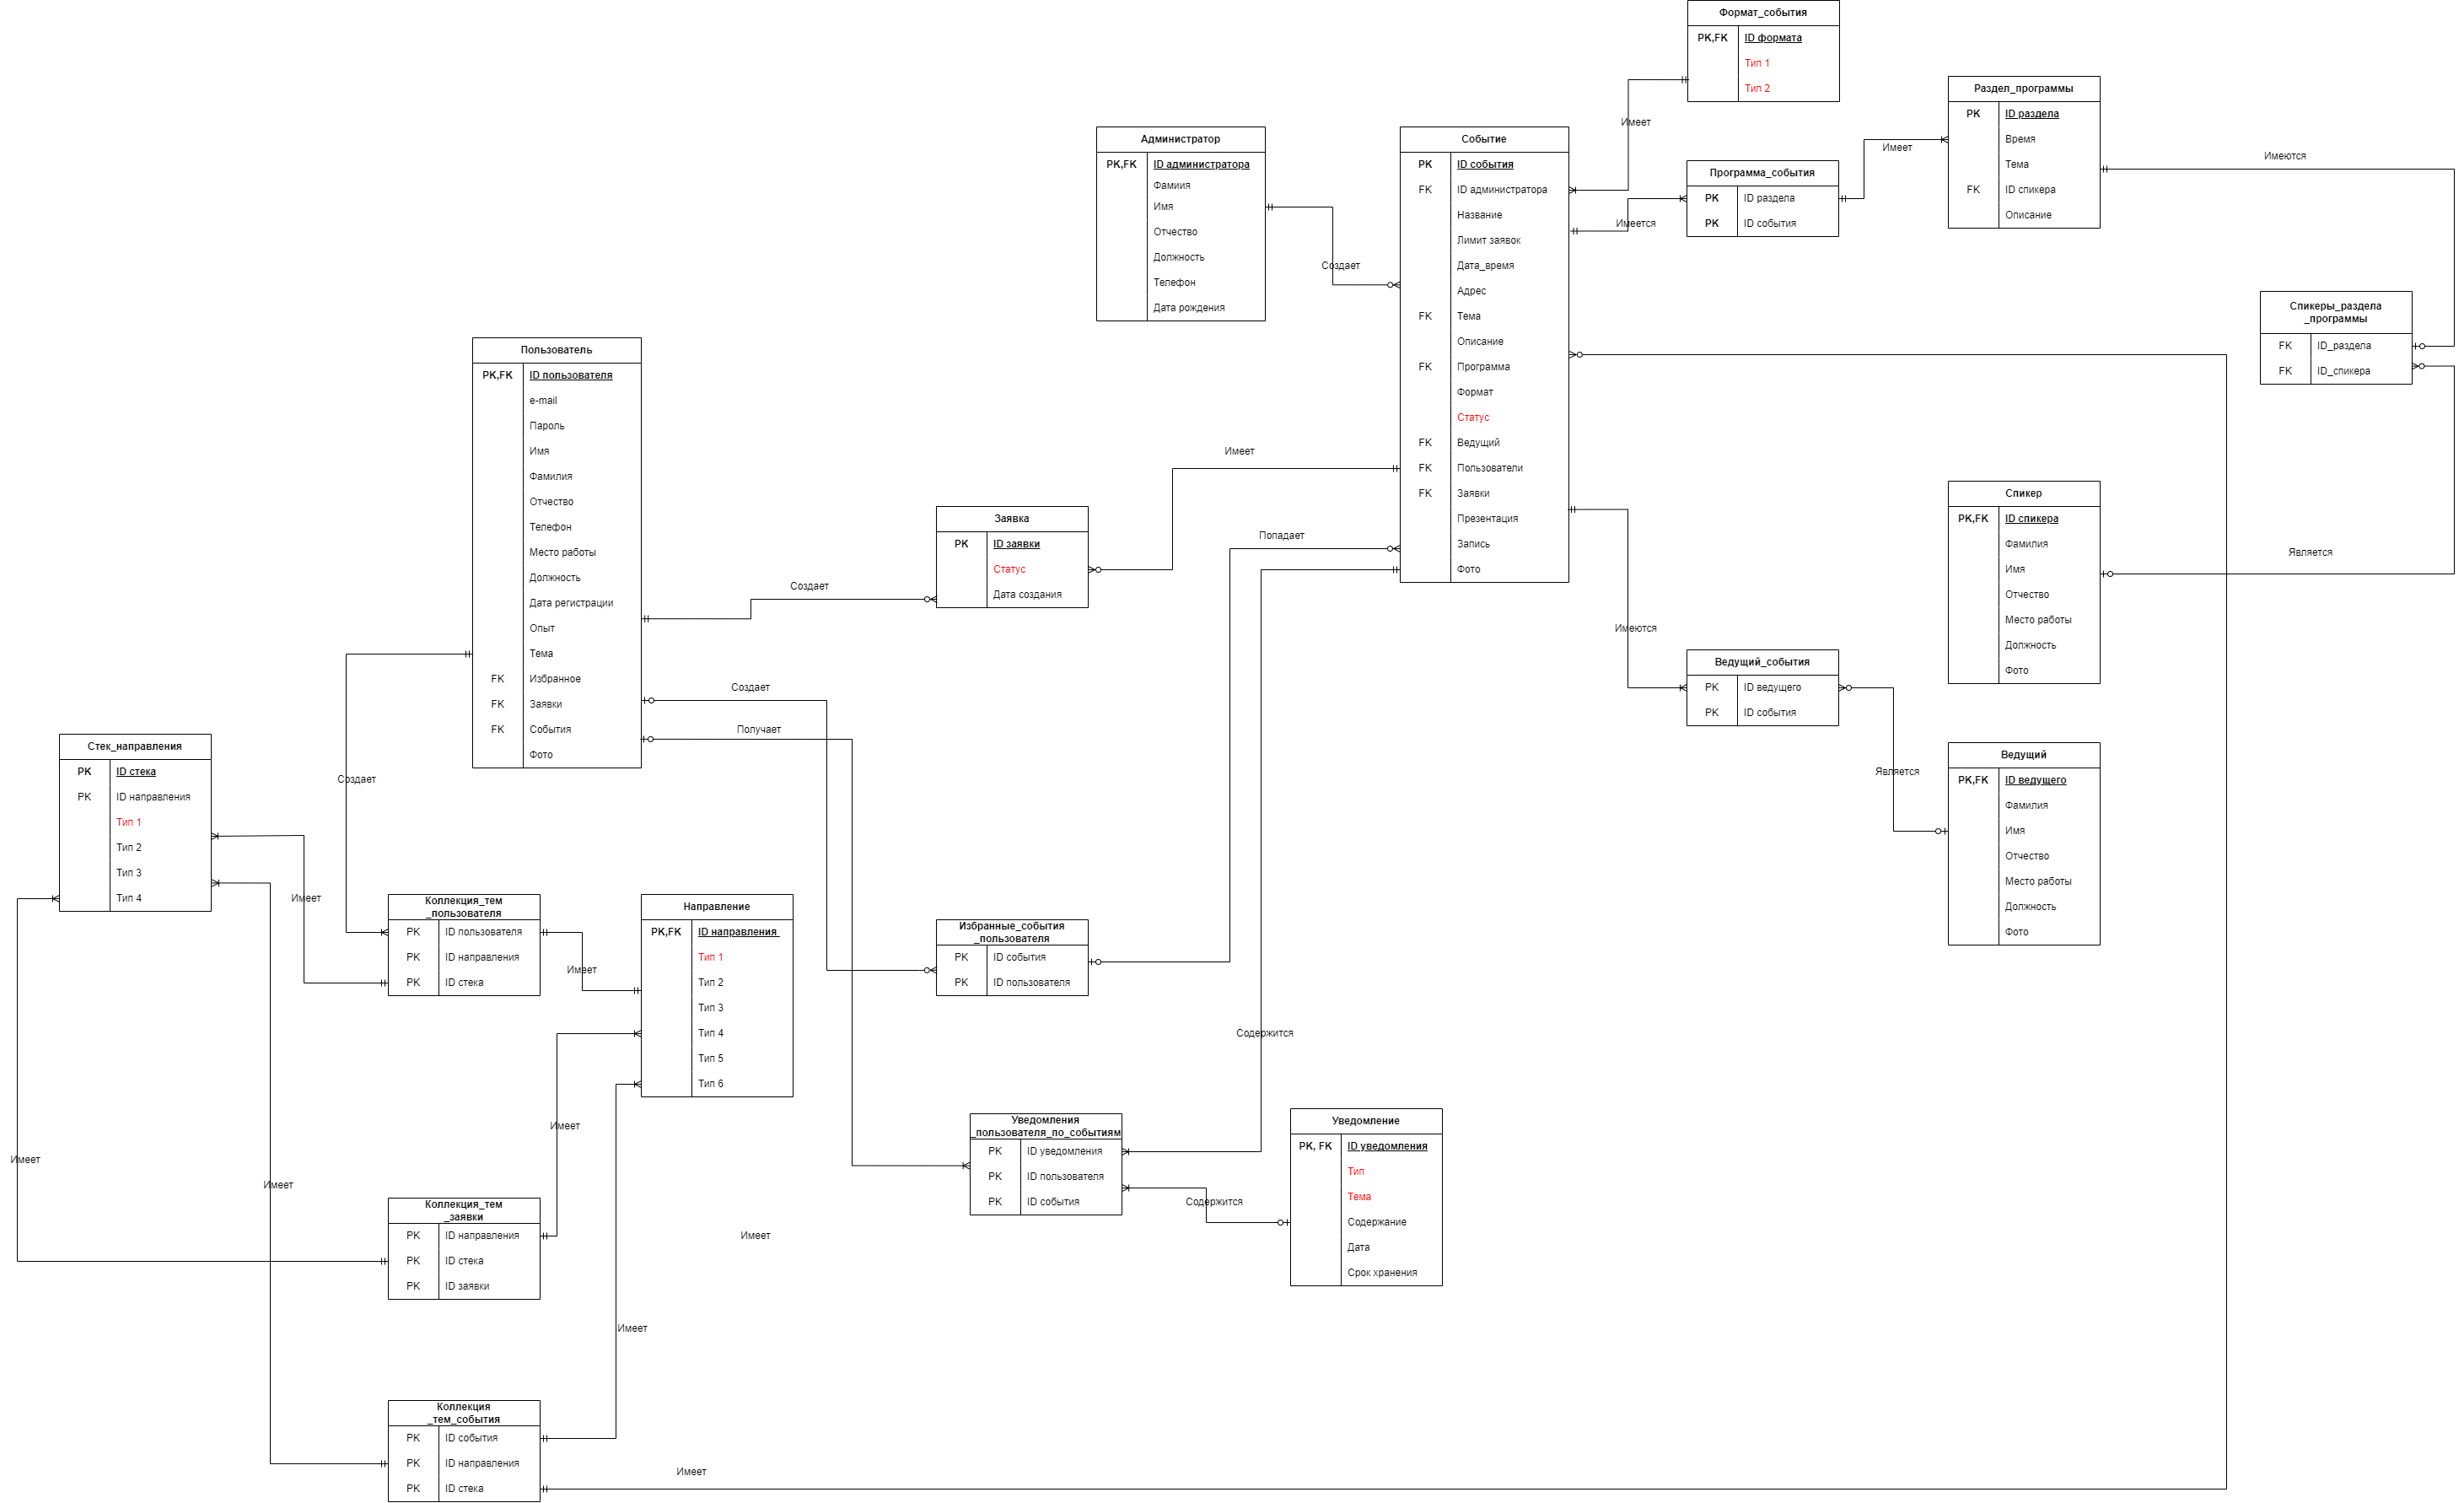 Формат_события
PK,FK ID формата
Тип 1
Тип 2
Имеет
Раздел_программы
PK ID раздела
Время
Тема
FK ID спикера
Описание
Имеет
Имеются
Программа_события
PK ID раздела
PK ID события
Имеется
Администратор
PK,FK ID администратора
Фамиия
Имя
Отчество
Должность
Телефон
Дата рождения
Создает
Событие
PK ID события
FK ID администратора
Название
Лимит заявок
Дата_время
Адрес
FK Тема
Описание
FK Программа
Формат
Статус
FK Ведущий
FK Пользователи
FK Заявки
Презентация
Запись
Фото
Спикеры_раздела
_программы
FK ID_раздела
FK ID_спикера
Пользователь
PK,FK ID пользователя
e-mail
Пароль
Имя
Фамилия
Отчество
Телефон
Место работы
Должность
Дата регистрации
Опыт
Тема
FK Избранное
FK Заявки
FK События
Фото
Имеет
Заявка
PK ID заявки
Статус
Дата создания
Создает
Попадает
Спикер
PK,FK ID спикера
Фамилия
Имя
Отчество
Место работы
Должность
Фото
Является
Имеются
Ведущий_события
PK ID ведущего
PK ID события
Является
Ведущий
PK,FK ID ведущего
Фамилия
Имя
Отчество
Место работы
Должность
Фото
Создает
Получает
Создает
Стек_направления
PK ID стека
PK ID направления
Тип 1
Тип 2
Тип 3
Тип 4
Имеет
Коллекция_тем
_пользователя
PK ID пользователя
PK ID направления
PK ID стека
Имеет
Направление
PK,FK ID направления
Тип 1
Тип 2
Тип 3
Тип 4
Тип 5
Тип 6
Избранные_события
_пользователя
PK ID события
PK ID пользователя
Содержится
Имеет
Имеет
Имеет
Уведомления
_пользователя_по_событиям
PK ID уведомления
PK ID пользователя
PK ID события
Содержится
Уведомление
PK, FK ID уведомления
Тип
Тема
Содержание
Дата
Срок хранения
Коллекция_тем
_заявки
PK ID направления
PK ID стека
PK ID заявки
Имеет
Имеет
Коллекция
_тем_события
PK ID события
PK ID направления
PK ID стека
Имеет